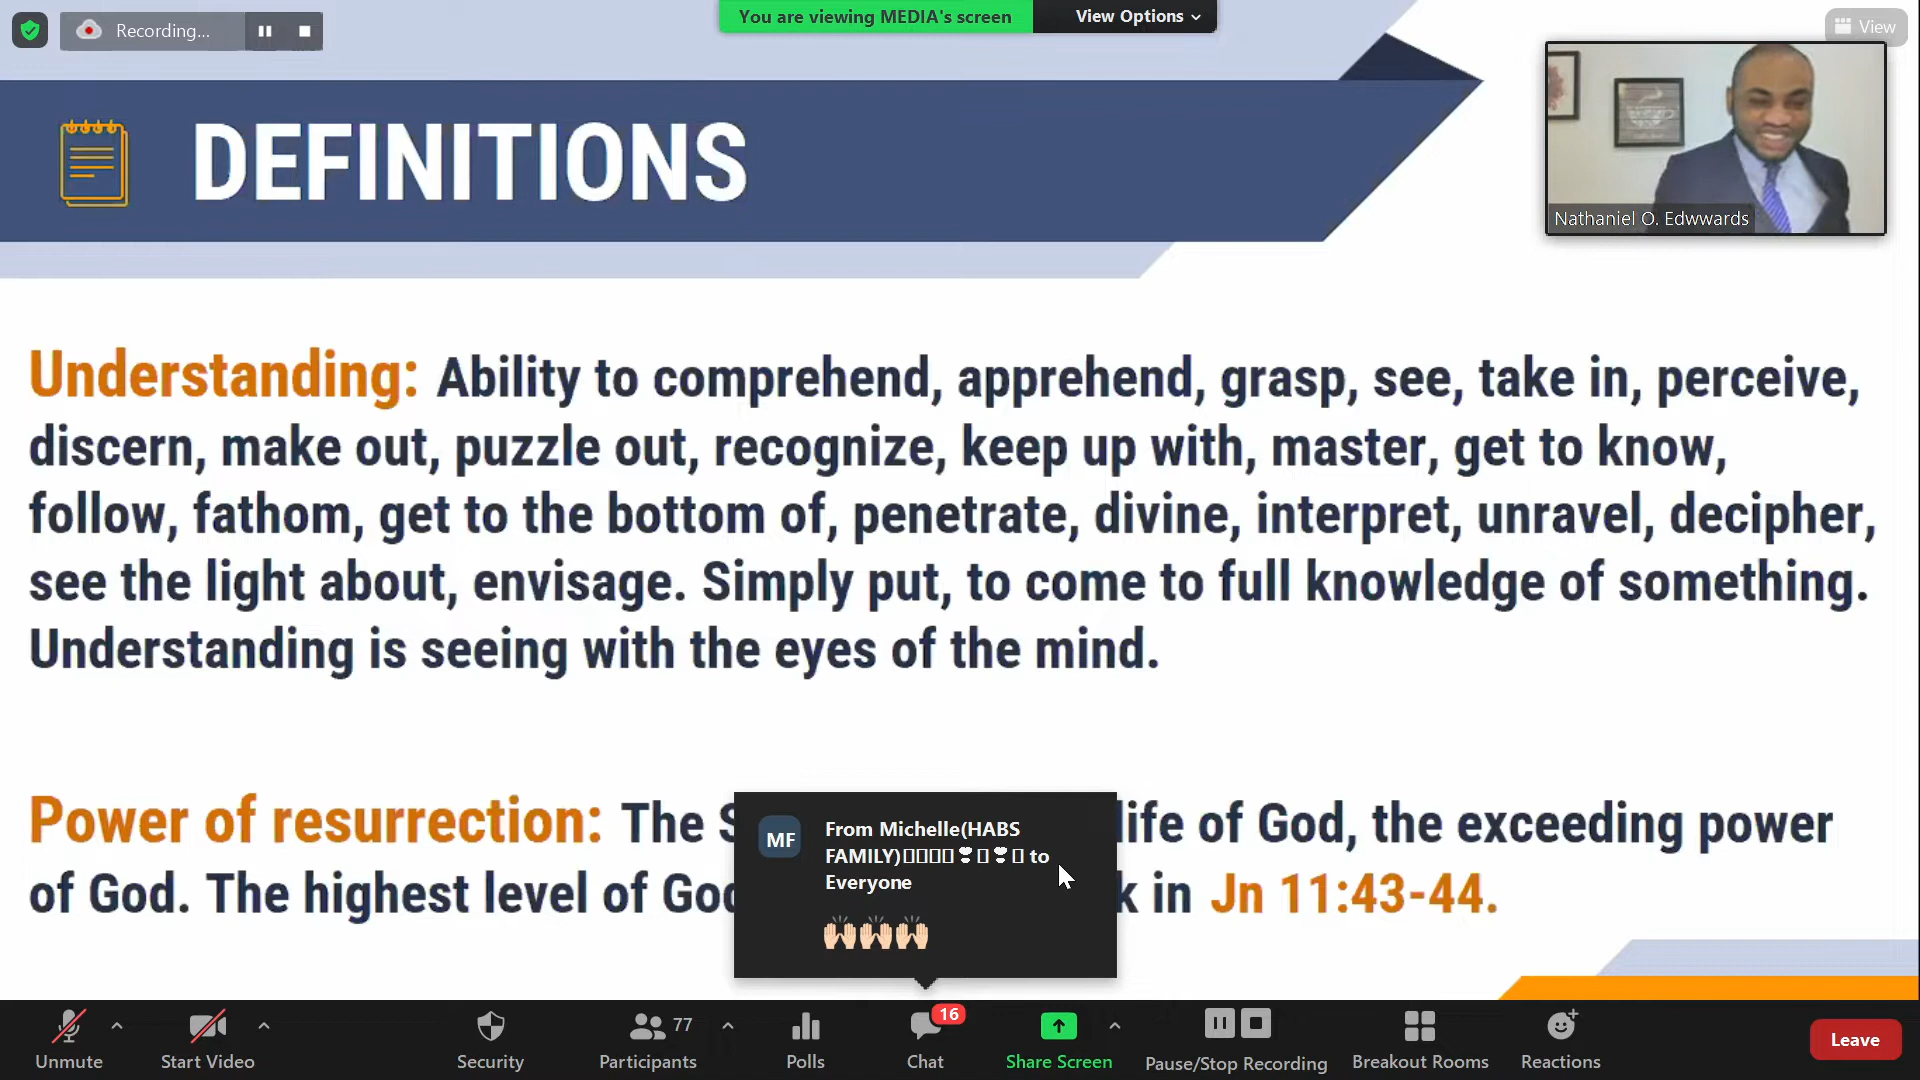 Recording...
You are viewing MEDIA's screen
View Options
View
DEFINITIONS
Nathaniel O. Edwwards
Understanding: Ability to comprehend, apprehend, grasp, see, take in, perceive,
discern, make out, puzzle out, recognize, keep up with, master, get to know,
follow, fathom, get to the bottom of, penetrate, divine, interpret, unravel, decipher,
see the light about, envisage. Simply put, to come to full knowledge of something.
Understanding is seeing with the eyes of the mind.
Power of resurrection: The life of God, the exceeding power
of God. The highest level of in Jn 11:43-44.
MF
From Michelle(HABS
FAMILY)▯▯▯▯❣▯❣▯ to
Everyone
🙌🏻🙌🏻🙌🏻
Unmute
Start Video
Security
Participants
77
Polls
Chat
16
Share Screen
Pause/Stop Recording
Breakout Rooms
Reactions
Leave